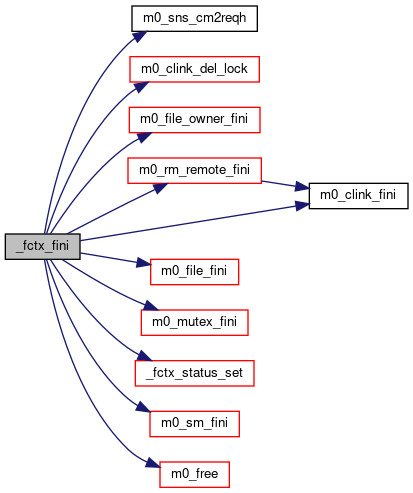 m0_sns_cm2reqh
m0_clink_del_lock
m0_file_owner_fini
m0_rm_remote_fini
m0_clink_fini
_fctx_fini
m0_file_fini
m0_mutex_fini
_fctx_status_set
m0_sm_fini
m0_free